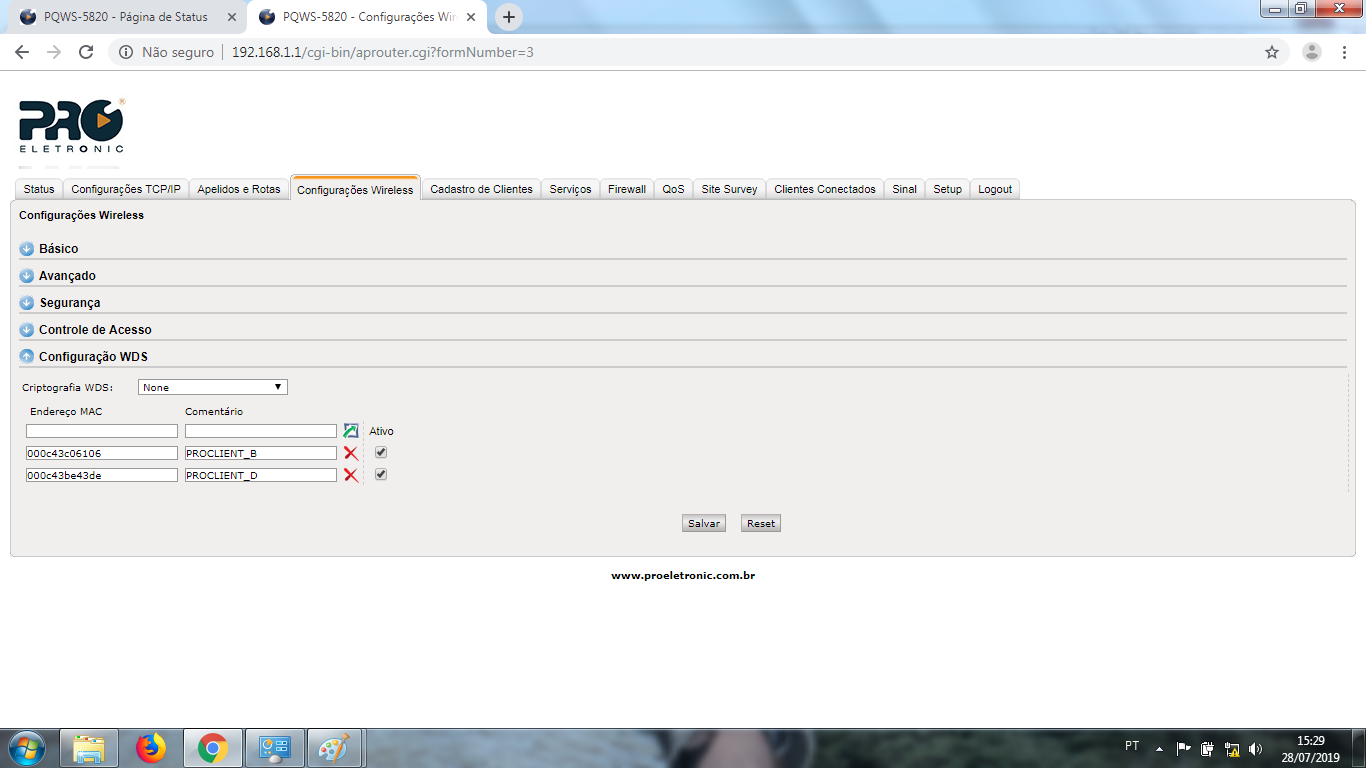 PQWS-5820 - Página de Status
PQWS-5820 - Configurações Wir
Não seguro
192.168.1.1/cgi-bin/aprouter.cgi?formNumber=3
PRO
ELETRONIC
®
Status
Configurações TCP/IP
Apelidos e Rotas
Configurações Wireless
Cadastro de Clientes
Serviços
Firewall
QoS
Site Survey
Clientes Conectados
Sinal
Setup
Logout
Configurações Wireless
Básico
Avançado
Segurança
Controle de Acesso
Configuração WDS
Criptografia WDS: None
Endereço MAC Comentário
Ativo
000c43c06106 PROCLIENT_B
000c43be43de PROCLIENT_D
Salvar Reset
www.proeletronic.com.br
PT
15:29
28/07/2019